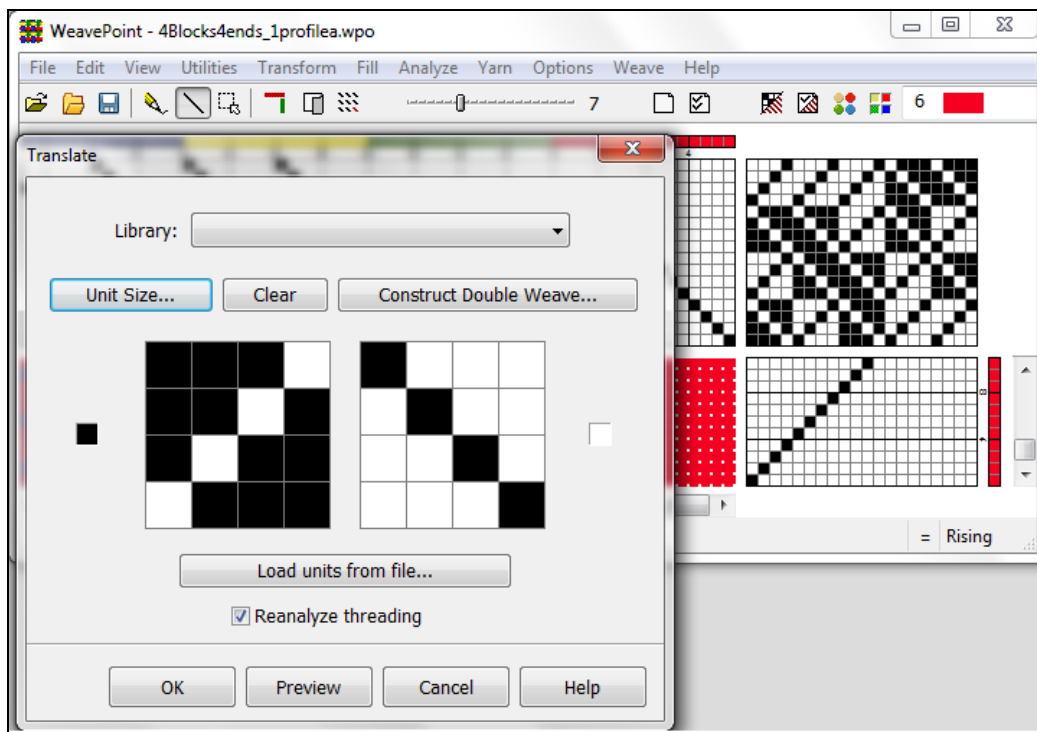 WeavePoint - 4Blocks4ends_1profilea.wpo
File Edit View Utilities Transform Fill Analyze Yarn Options Weave Help
7
6
Translate
4
Library:
Unit Size... Clear Construct Double Weave...
Load units from file...
Reanalyze threading
= Rising
OK Preview Cancel Help